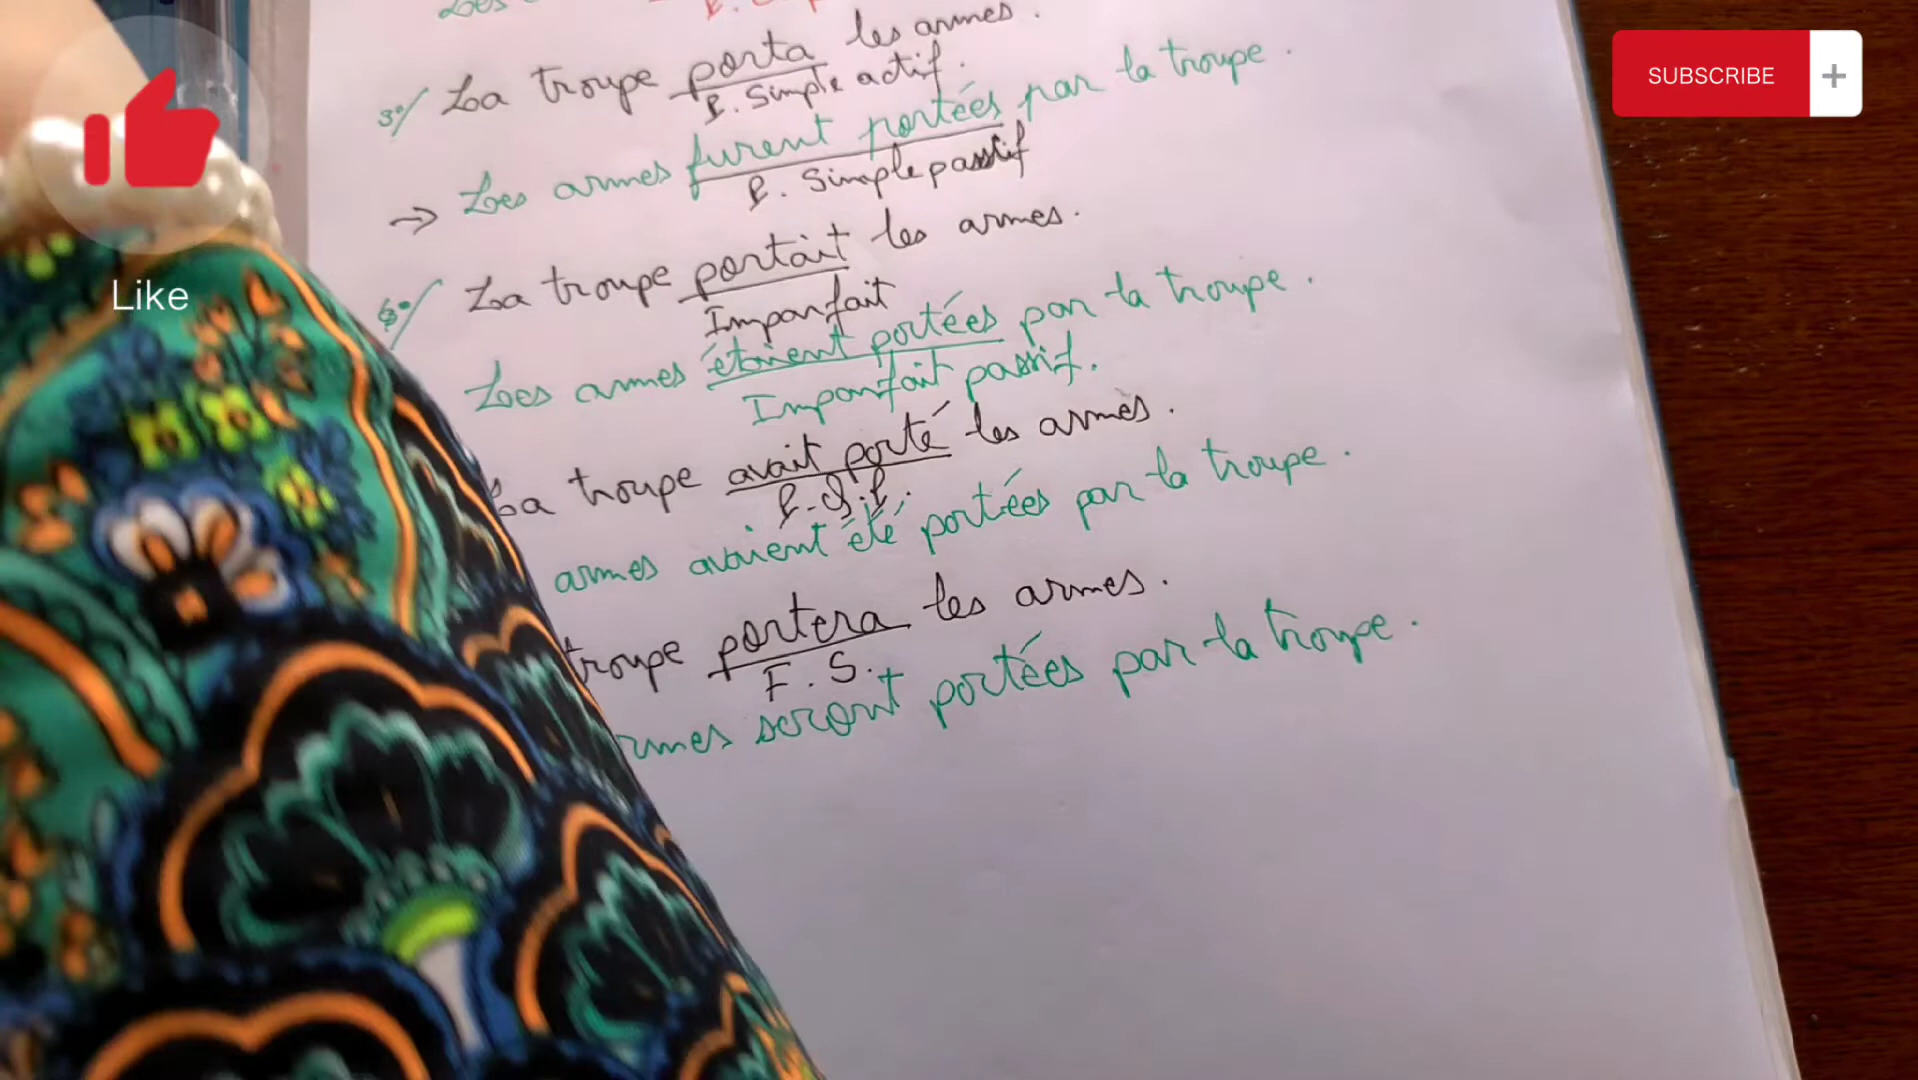 Les
3°/ La troupe porta les armes.
P. Simple actif.
→ Les armes furent portées par la troupe.
P. Simple passif
La troupe portait les armes.
Imparfait
Les armes étaient portées par la troupe.
Imparfait passif.
La troupe avait porté les armes.
P.Q.P.
armes avaient été portées par la troupe.
troupe portera les armes.
F.S.
rmes seront portées par la troupe.
Like
SUBSCRIBE +